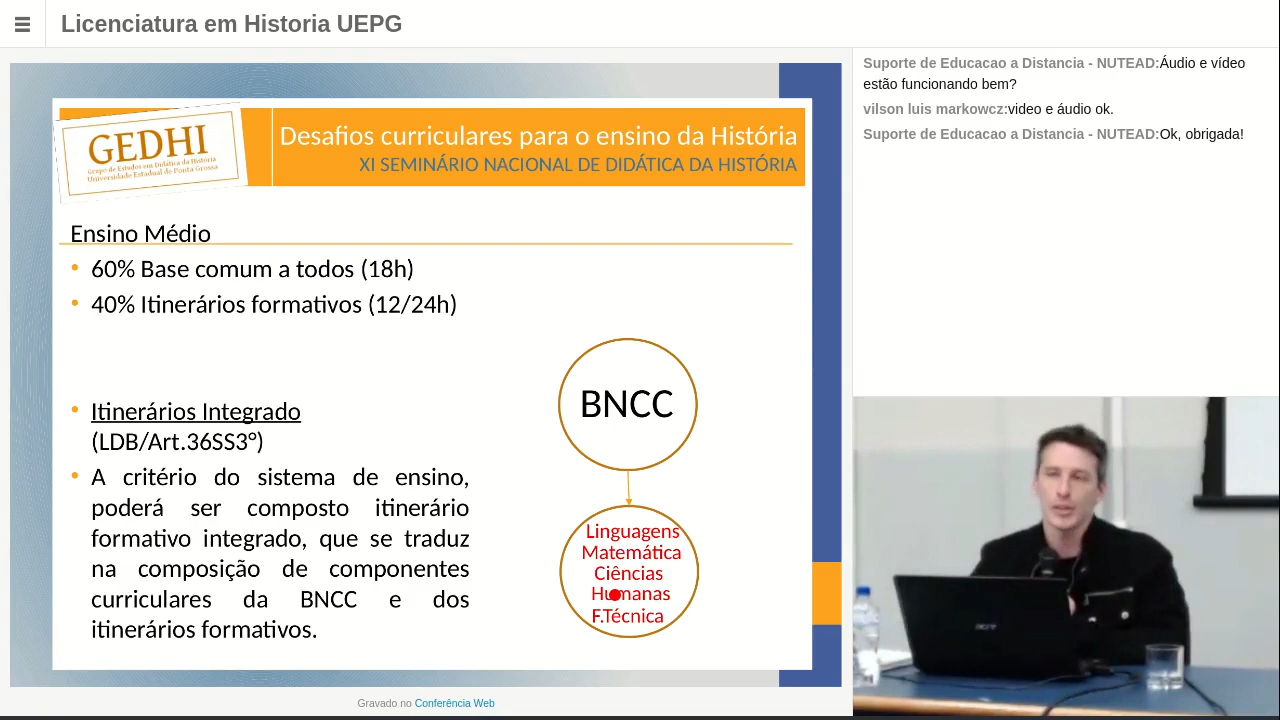 Licenciatura em Historia UEPG
GEDHI
Grupo de Estudos em Didática da História
Universidade Estadual de Ponta Grossa
Desafios curriculares para o ensino da História
XI SEMINÁRIO NACIONAL DE DIDÁTICA DA HISTÓRIA
Ensino Médio
• 60% Base comum a todos (18h)
• 40% Itinerários formativos (12/24h)
• Itinerários Integrado
(LDB/Art.36SS3°)
• A critério do sistema de ensino,
poderá ser composto itinerário
formativo integrado, que se traduz
na composição de componentes
curriculares da BNCC e dos
itinerários formativos.
BNCC
Linguagens
Matemática
Ciências
Humanas
F.Técnica
Gravado no Conferência Web
Suporte de Educacao a Distancia - NUTEAD:Áudio e vídeo
estão funcionando bem?
vilson luis markowcz:video e áudio ok.
Suporte de Educacao a Distancia - NUTEAD:Ok, obrigada!
acer